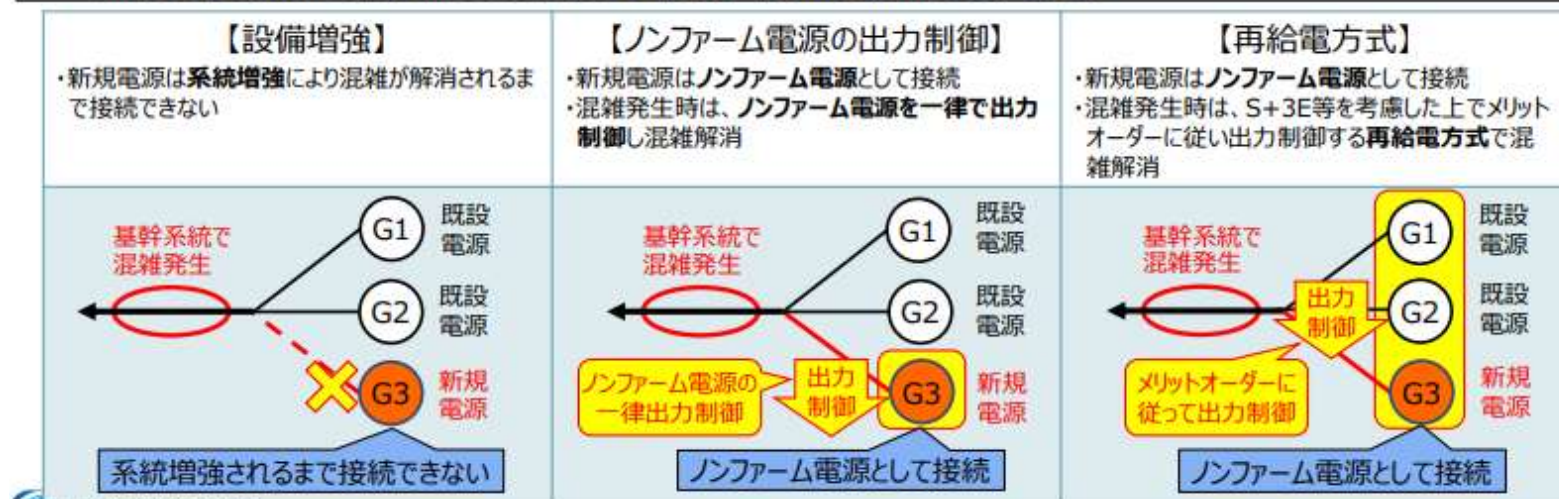 【設備増強】
・新規電源は系統増強により混雑が解消されるま
で接続できない
【ノンファーム電源の出力制御】
・新規電源はノンファーム電源として接続
・混雑発生時は、ノンファーム電源を一律で出力
制御し混雑解消
【再給電方式】
・新規電源はノンファーム電源として接続
・混雑発生時は、S+3E等を考慮した上でメリット
オーダーに従い出力制御する再給電方式で混
雑解消
基幹系統で
混雑発生
G1
既設
電源
G2
既設
電源
G3
新規
電源
系統増強されるまで接続できない
基幹系統で
混雑発生
G1
既設
電源
G2
既設
電源
ノンファーム電源の
一律出力制御
出力
制御
G3
新規
電源
ノンファーム電源として接続
基幹系統で
混雑発生
G1
既設
電源
出力
制御
G2
既設
電源
メリットオーダーに
従って出力制御
G3
新規
電源
ノンファーム電源として接続